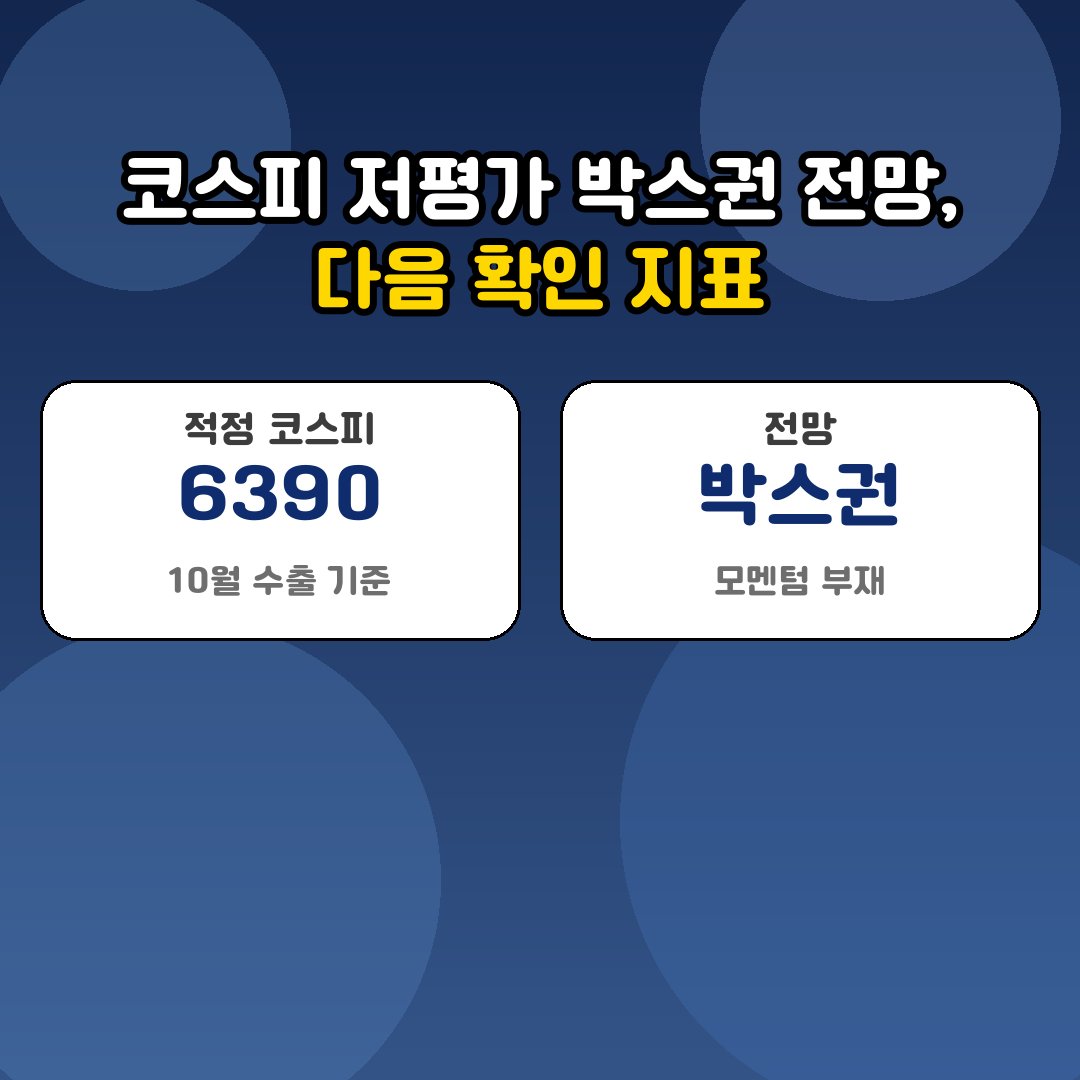 코스피 저평가 박스권 전망,
다음 확인 지표
적정 코스피
6390
10월 수출 기준
전망
박스권
모멘텀 부재